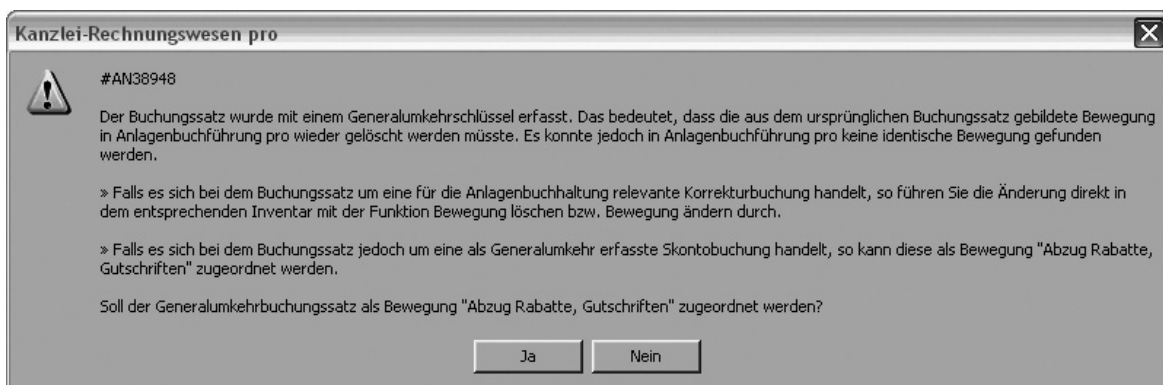 Kanzlei-Rechnungswesen pro
#AN38948
Der Buchungssatz wurde mit einem Generalumkehrschlüssel erfasst. Das bedeutet, dass die aus dem ursprünglichen Buchungssatz gebildete Bewegung
in Anlagenbuchführung pro wieder gelöscht werden müsste. Es konnte jedoch in Anlagenbuchführung pro keine identische Bewegung gefunden
werden.
» Falls es sich bei dem Buchungssatz um eine für die Anlagenbuchhaltung relevante Korrekturbuchung handelt, so führen Sie die Änderung direkt in
dem entsprechenden Inventar mit der Funktion Bewegung löschen bzw. Bewegung ändern durch.
» Falls es sich bei dem Buchungssatz jedoch um eine als Generalumkehr erfasste Skontobuchung handelt, so kann diese als Bewegung "Abzug Rabatte,
Gutschriften" zugeordnet werden.
Soll der Generalumkehrbuchungssatz als Bewegung "Abzug Rabatte, Gutschriften" zugeordnet werden?
Ja Nein